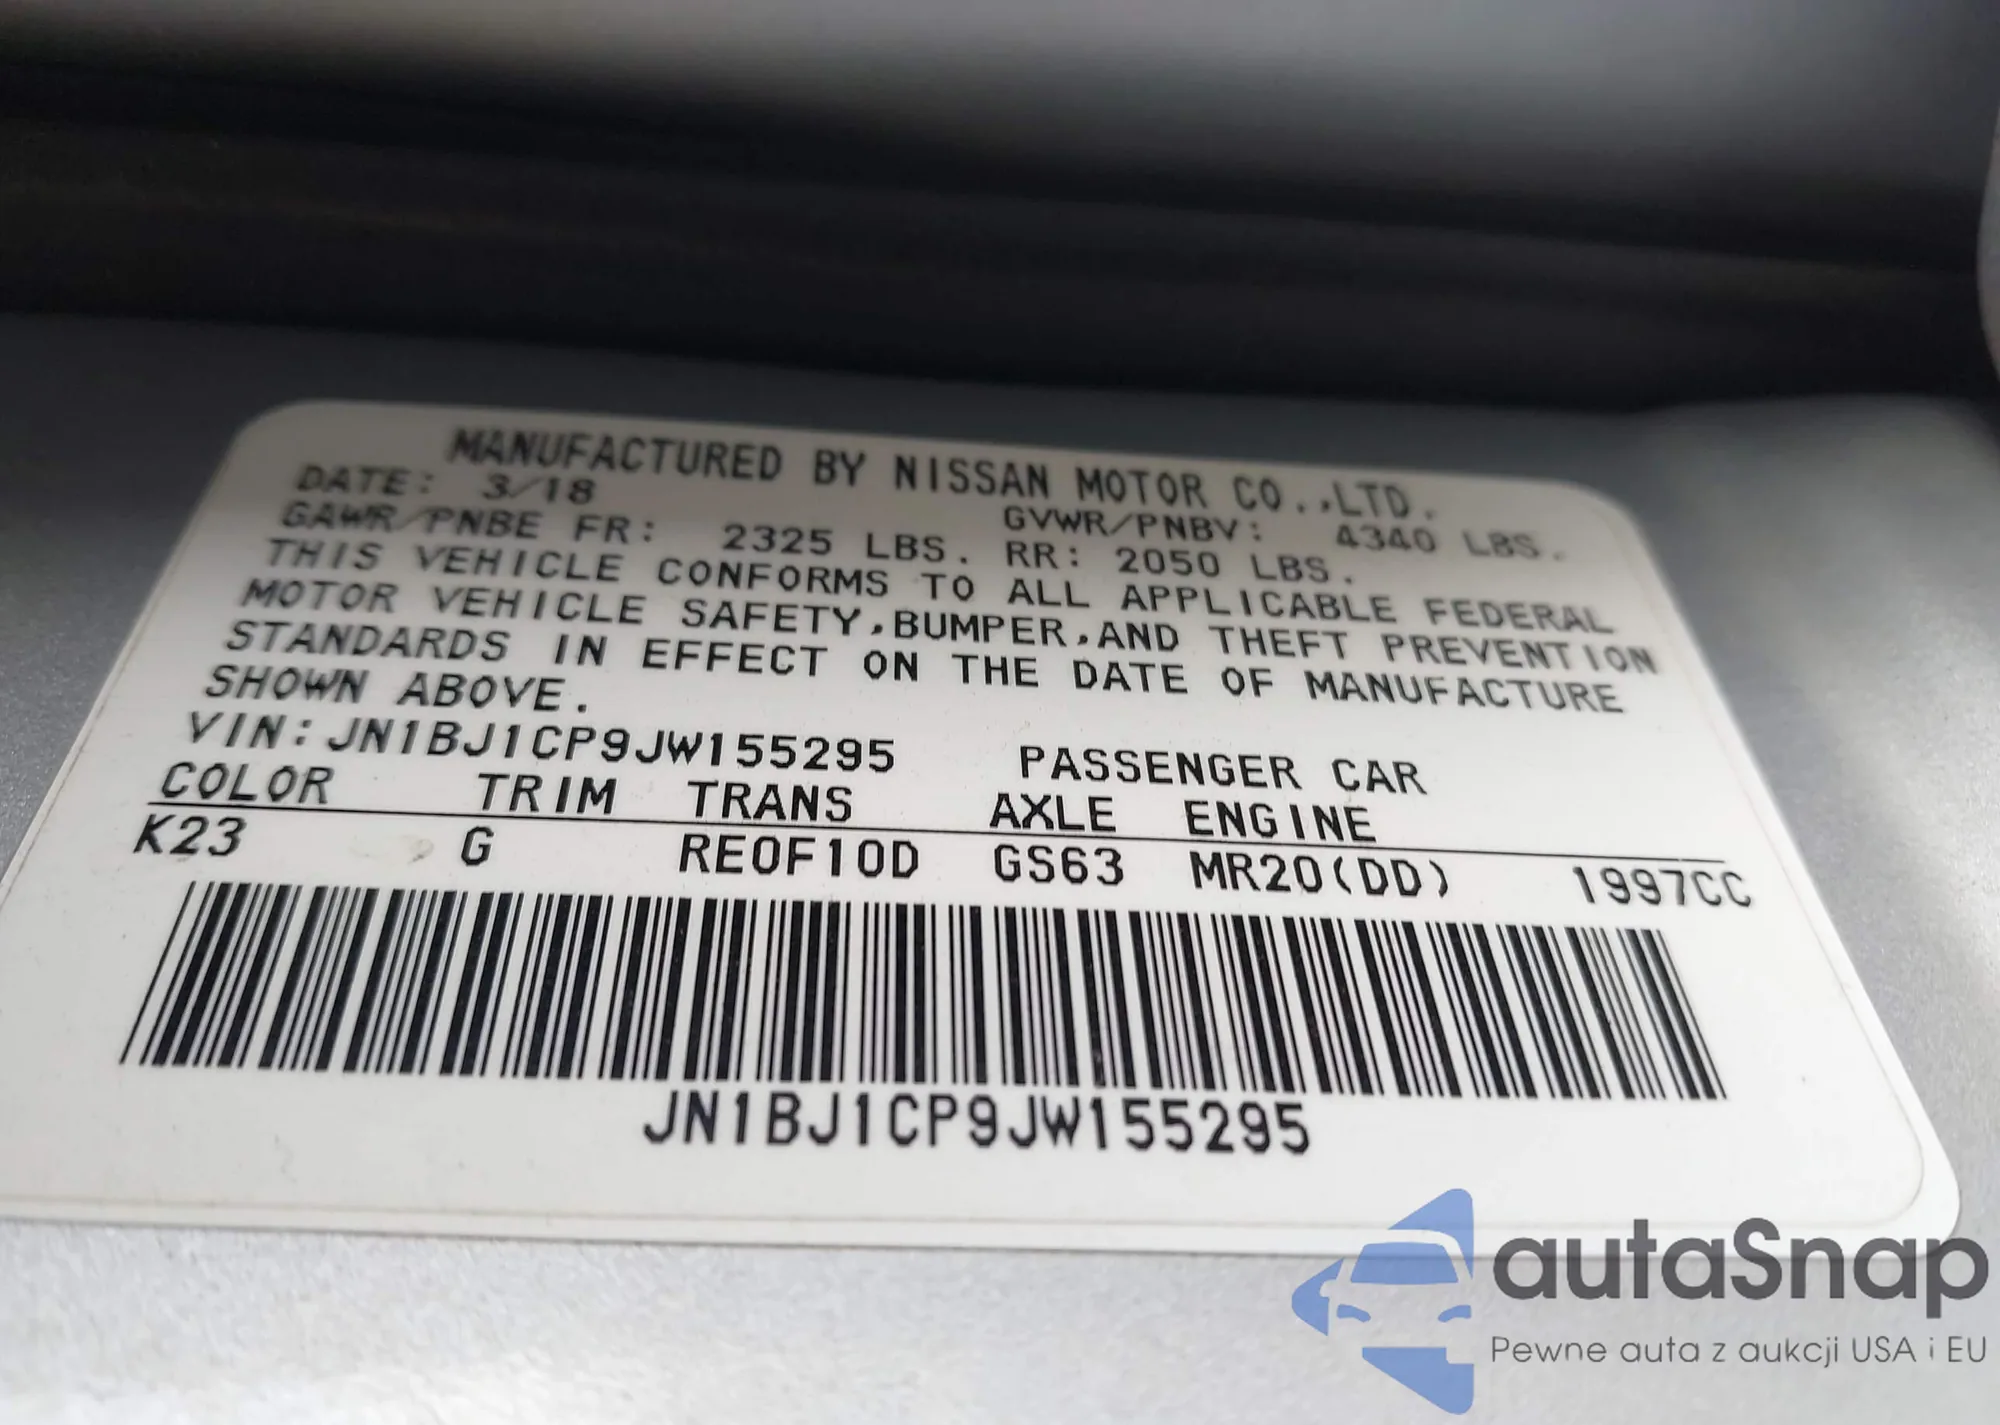 MANUFACTURED BY NISSAN MOTOR CO.,LTD.
DATE: 3/18 GVWR/PNBV: 4340 LBS.
GAWR/PNBE FR: 2325 LBS. RR: 2050 LBS.
THIS VEHICLE CONFORMS TO ALL APPLICABLE FEDERAL
MOTOR VEHICLE SAFETY,BUMPER,AND THEFT PREVENTION
STANDARDS IN EFFECT ON THE DATE OF MANUFACTURE
SHOWN ABOVE.
VIN:JN1BJ1CP9JW155295 PASSENGER CAR
COLOR TRIM TRANS AXLE ENGINE
K23 G RE0F10D GS63 MR20(DD) 1997CC
JN1BJ1CP9JW155295
autaSnap
Pewne auta z aukcji USA i EU